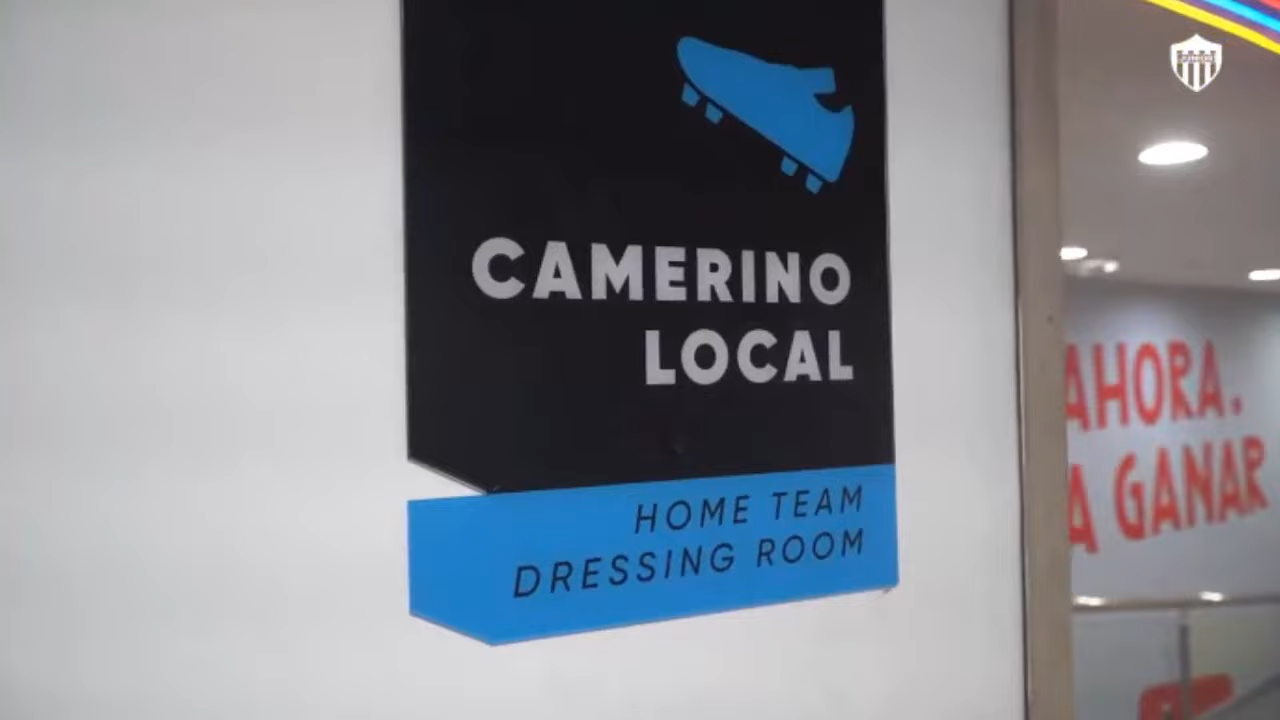 CAMERINO
LOCAL
HOME TEAM
DRESSING ROOM
AHORA.
A GANAR